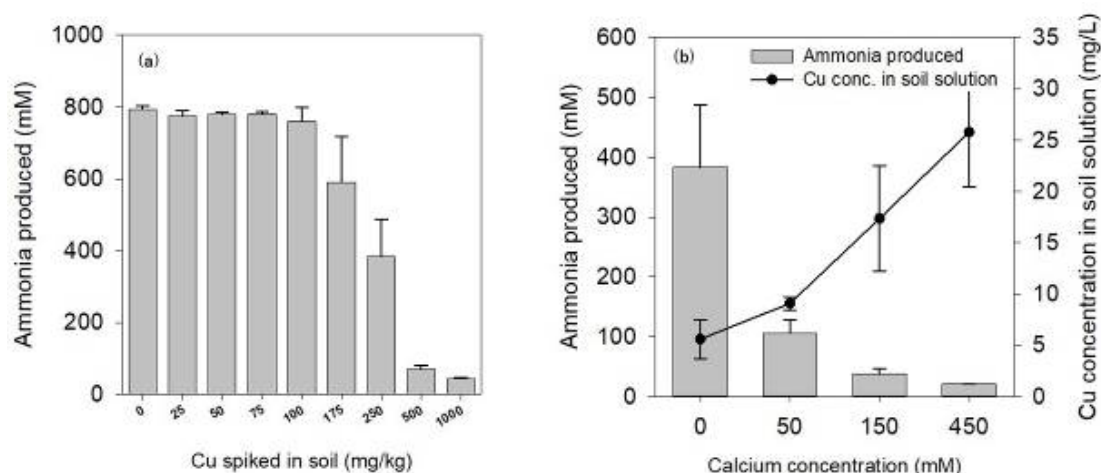 (a)
Ammonia produced (mM)
1000
800
600
400
200
0
0 25 50 75 100 175 250 500 1000
Cu spiked in soil (mg/kg)
(b)
Ammonia produced
Cu conc. in soil solution
Ammonia produced (mM)
600
500
400
300
200
100
0
Cu concentration in soil solution (mg/L)
35
30
25
20
15
10
5
0
0 50 150 450
Calcium concentration (mM)